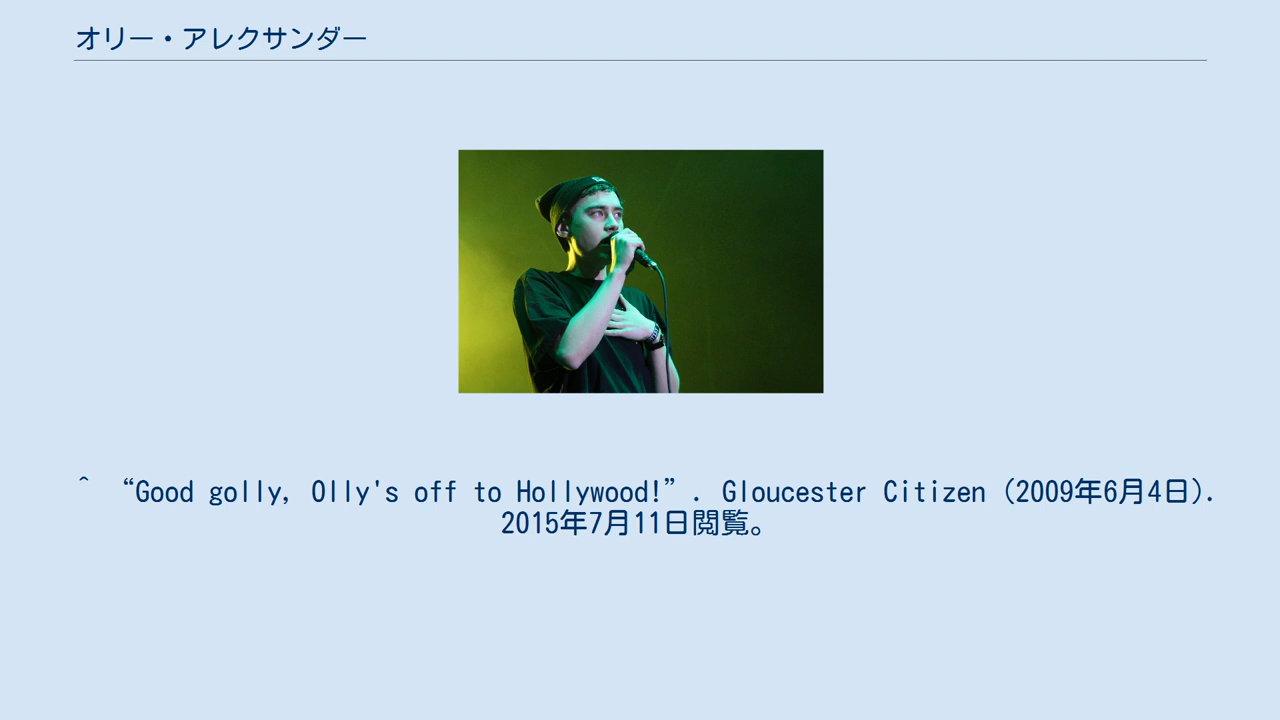 オリー・アレクサンダー
^ “Good golly, Olly's off to Hollywood!”. Gloucester Citizen (2009年6月4日).
2015年7月11日閲覧。